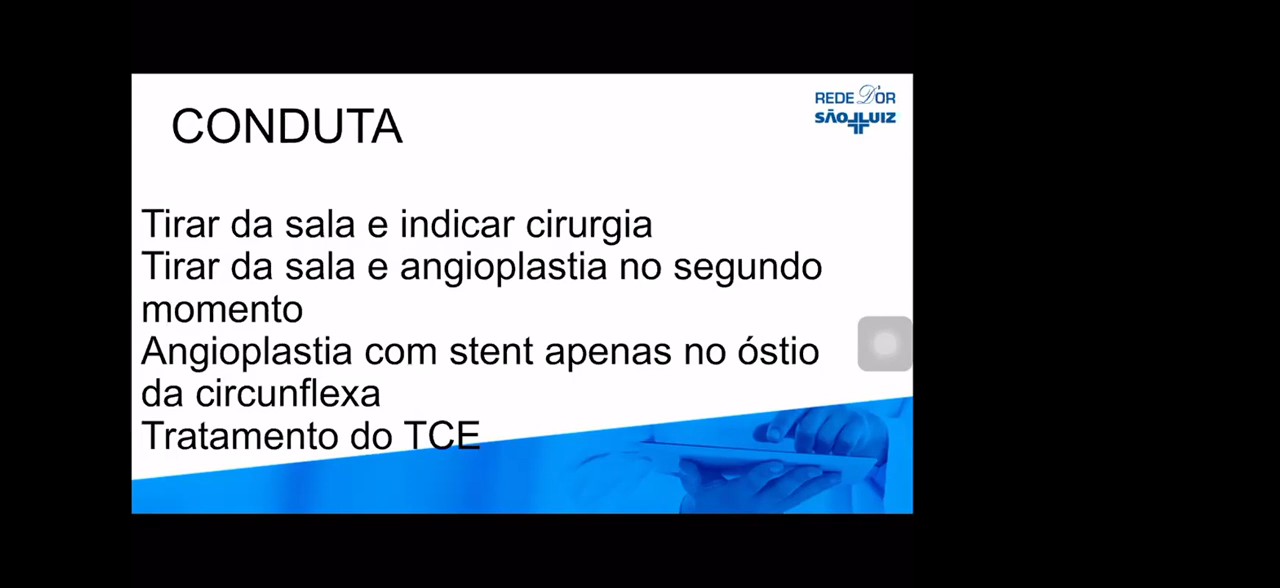 REDE D'OR
SÃO LUIZ
CONDUTA
Tirar da sala e indicar cirurgia
Tirar da sala e angioplastia no segundo
momento
Angioplastia com stent apenas no óstio
da circunflexa
Tratamento do TCE